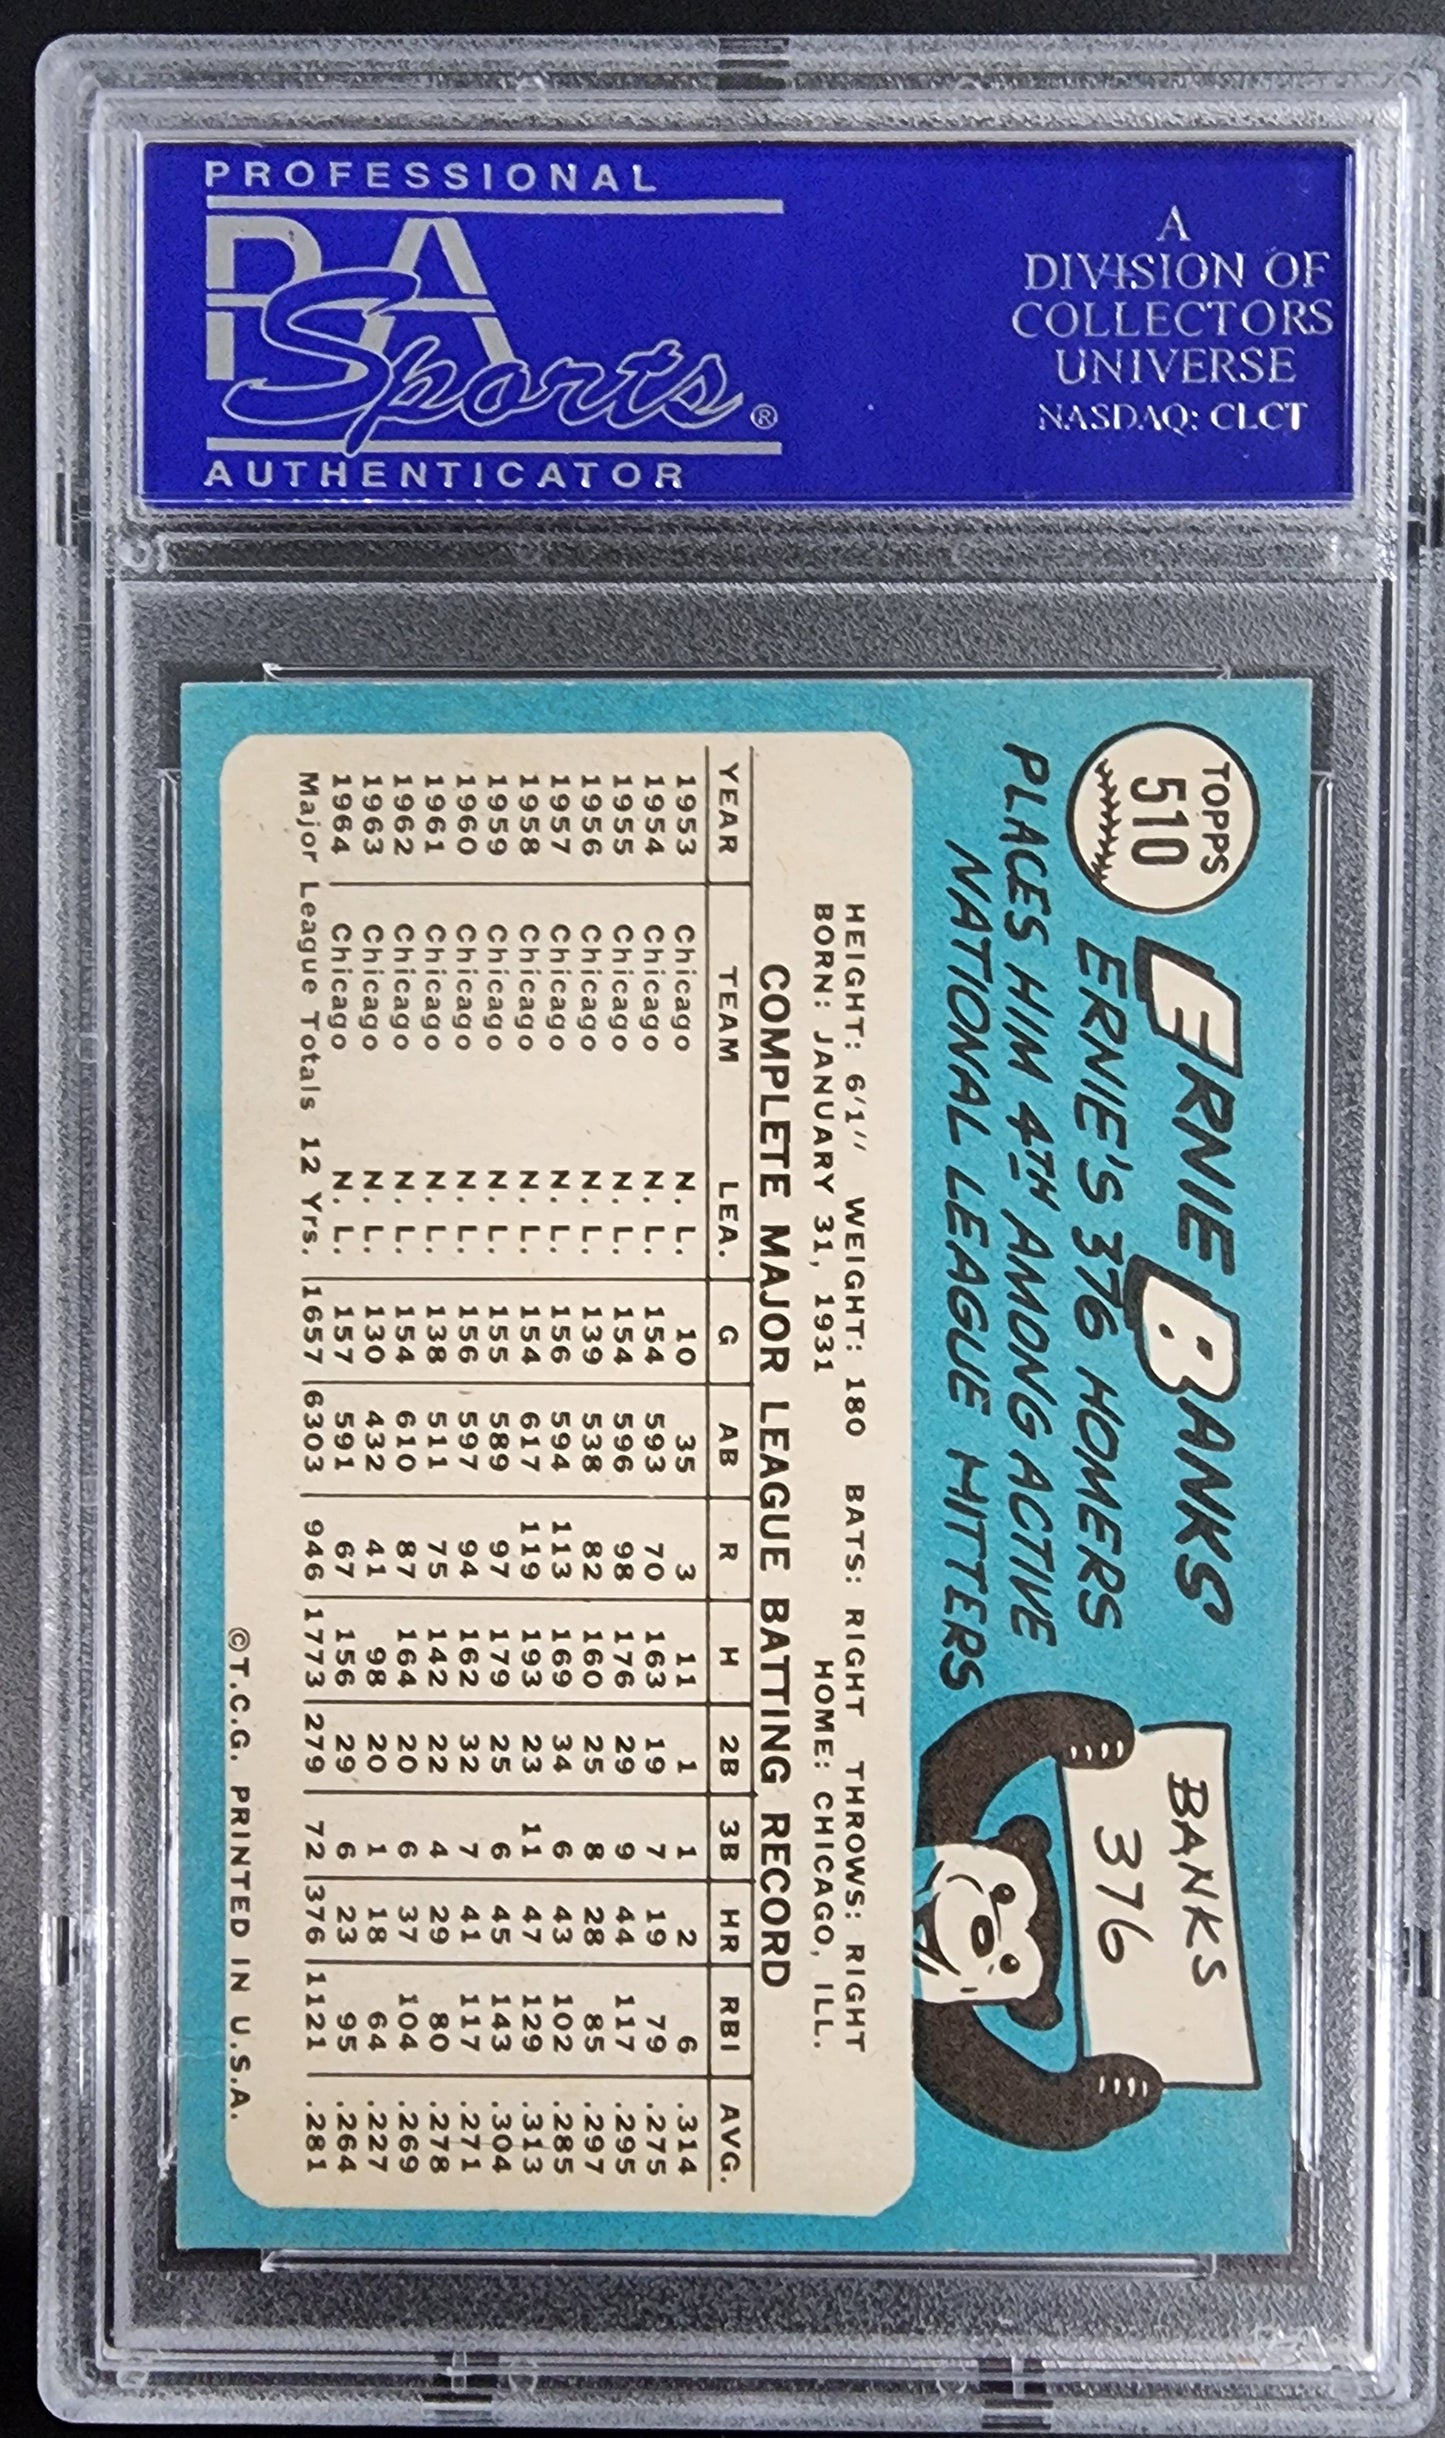 PROFESSIONAL
PSA
Sports®
AUTHENTICATOR
A
DIVISION OF
COLLECTORS
UNIVERSE
NASDAQ: CLCT
TOPPS
510
ERNIE BANKS
ERNIE'S 376 HOMERS
PLACES HIM 4TH AMONG ACTIVE
NATIONAL LEAGUE HITTERS
BANKS
376
HEIGHT: 6'1" WEIGHT: 180 BATS: RIGHT THROWS: RIGHT
BORN: JANUARY 31, 1931 HOME: CHICAGO, ILL.
COMPLETE MAJOR LEAGUE BATTING RECORD
YEAR TEAM LEA. G AB R H 2B 3B HR RBI AVG.
1953 Chicago N. L. 10 35 3 11 1 1 2 6 .314
1954 Chicago N. L. 154 593 70 163 19 7 19 79 .275
1955 Chicago N. L. 154 596 98 176 29 9 44 117 .295
1956 Chicago N. L. 139 538 82 160 25 8 28 85 .297
1957 Chicago N. L. 156 594 113 169 34 6 43 102 .285
1958 Chicago N. L. 154 617 119 193 23 11 47 129 .313
1959 Chicago N. L. 155 589 97 179 25 6 45 143 .304
1960 Chicago N. L. 156 597 94 162 32 7 41 117 .271
1961 Chicago N. L. 138 511 75 142 22 4 29 80 .278
1962 Chicago N. L. 154 610 87 164 20 6 37 104 .269
1963 Chicago N. L. 130 432 41 98 20 1 18 64 .227
1964 Chicago N. L. 157 591 67 156 29 6 23 95 .264
Major League Totals 12 Yrs. 1657 6303 946 1773 279 72 376 1121 .281
©T.C.G. PRINTED IN U.S.A.